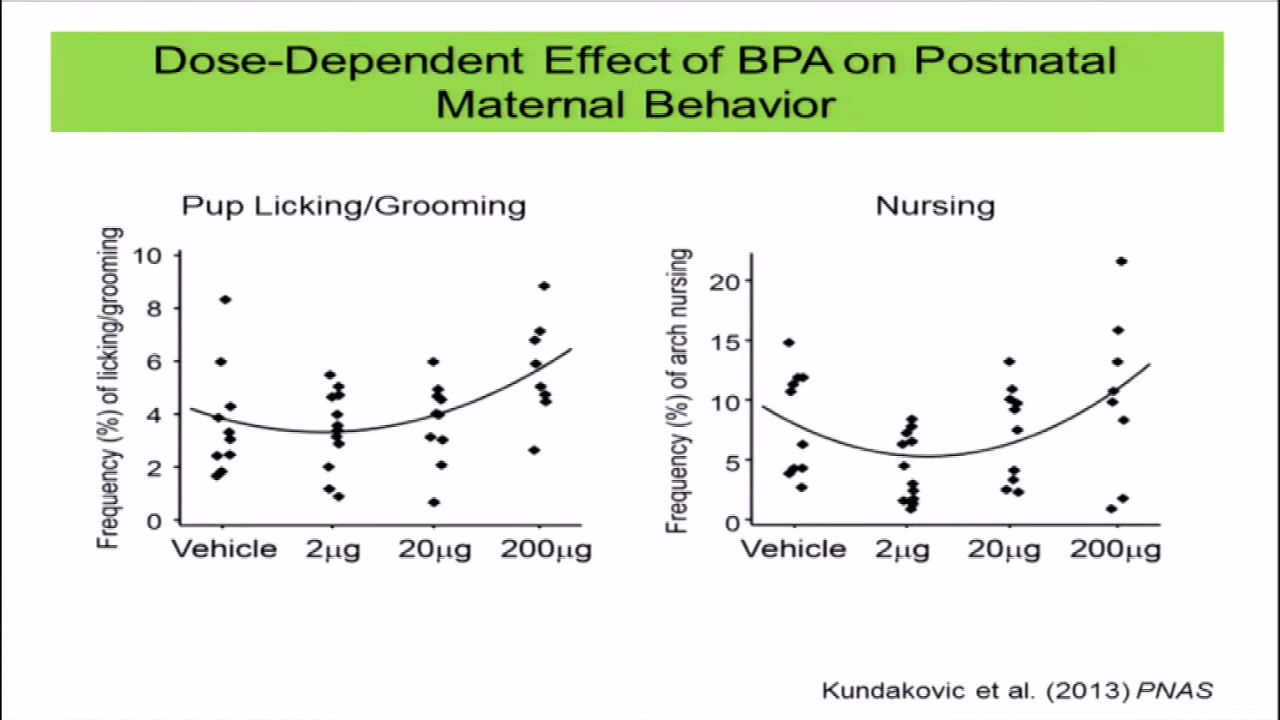 Dose-Dependent Effect of BPA on Postnatal
Maternal Behavior
Pup Licking/Grooming
Frequency (%) of licking/grooming
10
8
6
4
2
0
Vehicle 2μg 20μg 200μg
Nursing
Frequency (%) of arch nursing
20
15
10
5
0
Vehicle 2μg 20μg 200μg
Kundakovic et al. (2013) PNAS